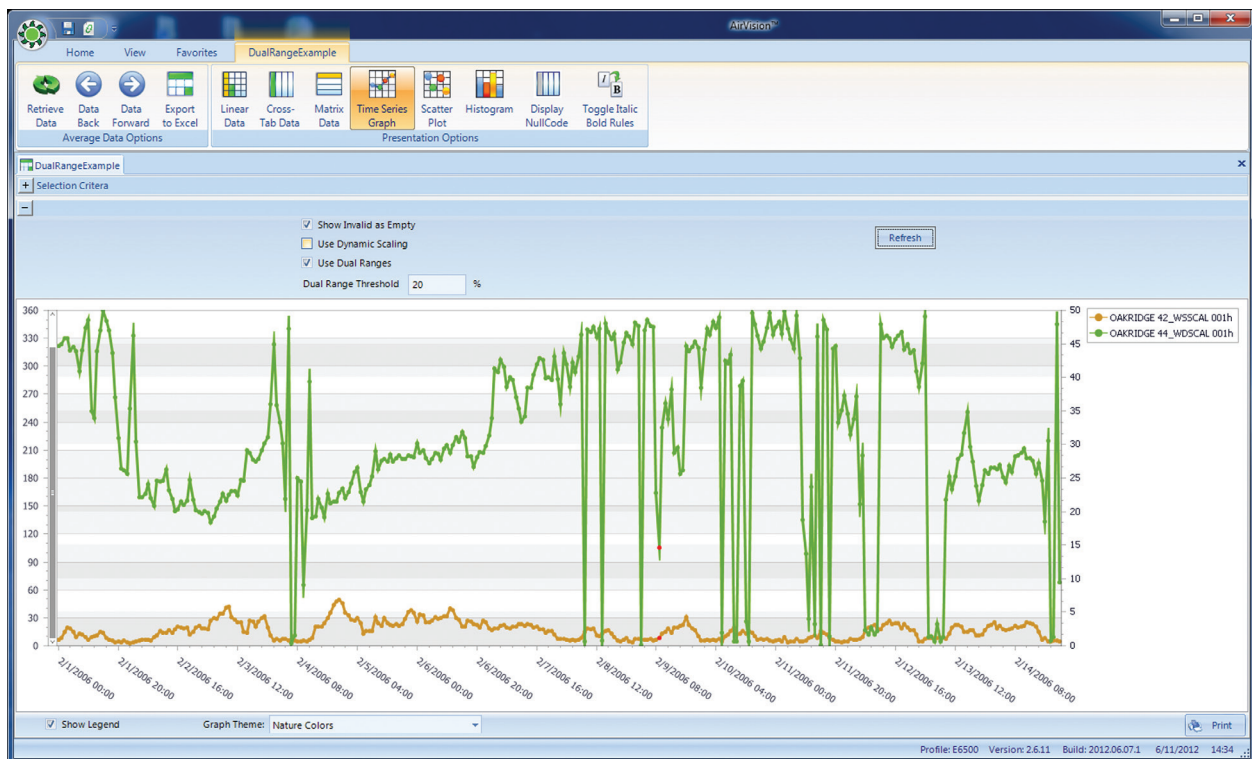 AirVision™
Home View Favorites DualRangeExample
Retrieve Data
Data Back
Data Forward
Export to Excel
Linear Data
Cross-Tab Data
Matrix Data
Time Series Graph
Scatter Plot
Histogram
Display NullCode
Toggle Italic Bold Rules
Average Data Options
Presentation Options
DualRangeExample
Selection Critera
Show Invalid as Empty
Use Dynamic Scaling
Use Dual Ranges
Dual Range Threshold 20 %
Refresh
360
330
300
270
240
210
180
150
120
90
60
30
0
50
45
40
35
30
25
20
15
10
5
0
OAKRIDGE 42_WSSCAL 001h
OAKRIDGE 44_WDSCAL 001h
2/1/2006 00:00
2/1/2006 20:00
2/2/2006 16:00
2/3/2006 12:00
2/4/2006 08:00
2/5/2006 04:00
2/6/2006 00:00
2/6/2006 20:00
2/7/2006 16:00
2/8/2006 12:00
2/9/2006 08:00
2/10/2006 04:00
2/11/2006 00:00
2/11/2006 20:00
2/12/2006 16:00
2/13/2006 12:00
2/14/2006 08:00
Show Legend Graph Theme: Nature Colors Print
Profile: E6500 Version: 2.6.11 Build: 2012.06.07.1 6/11/2012 14:34